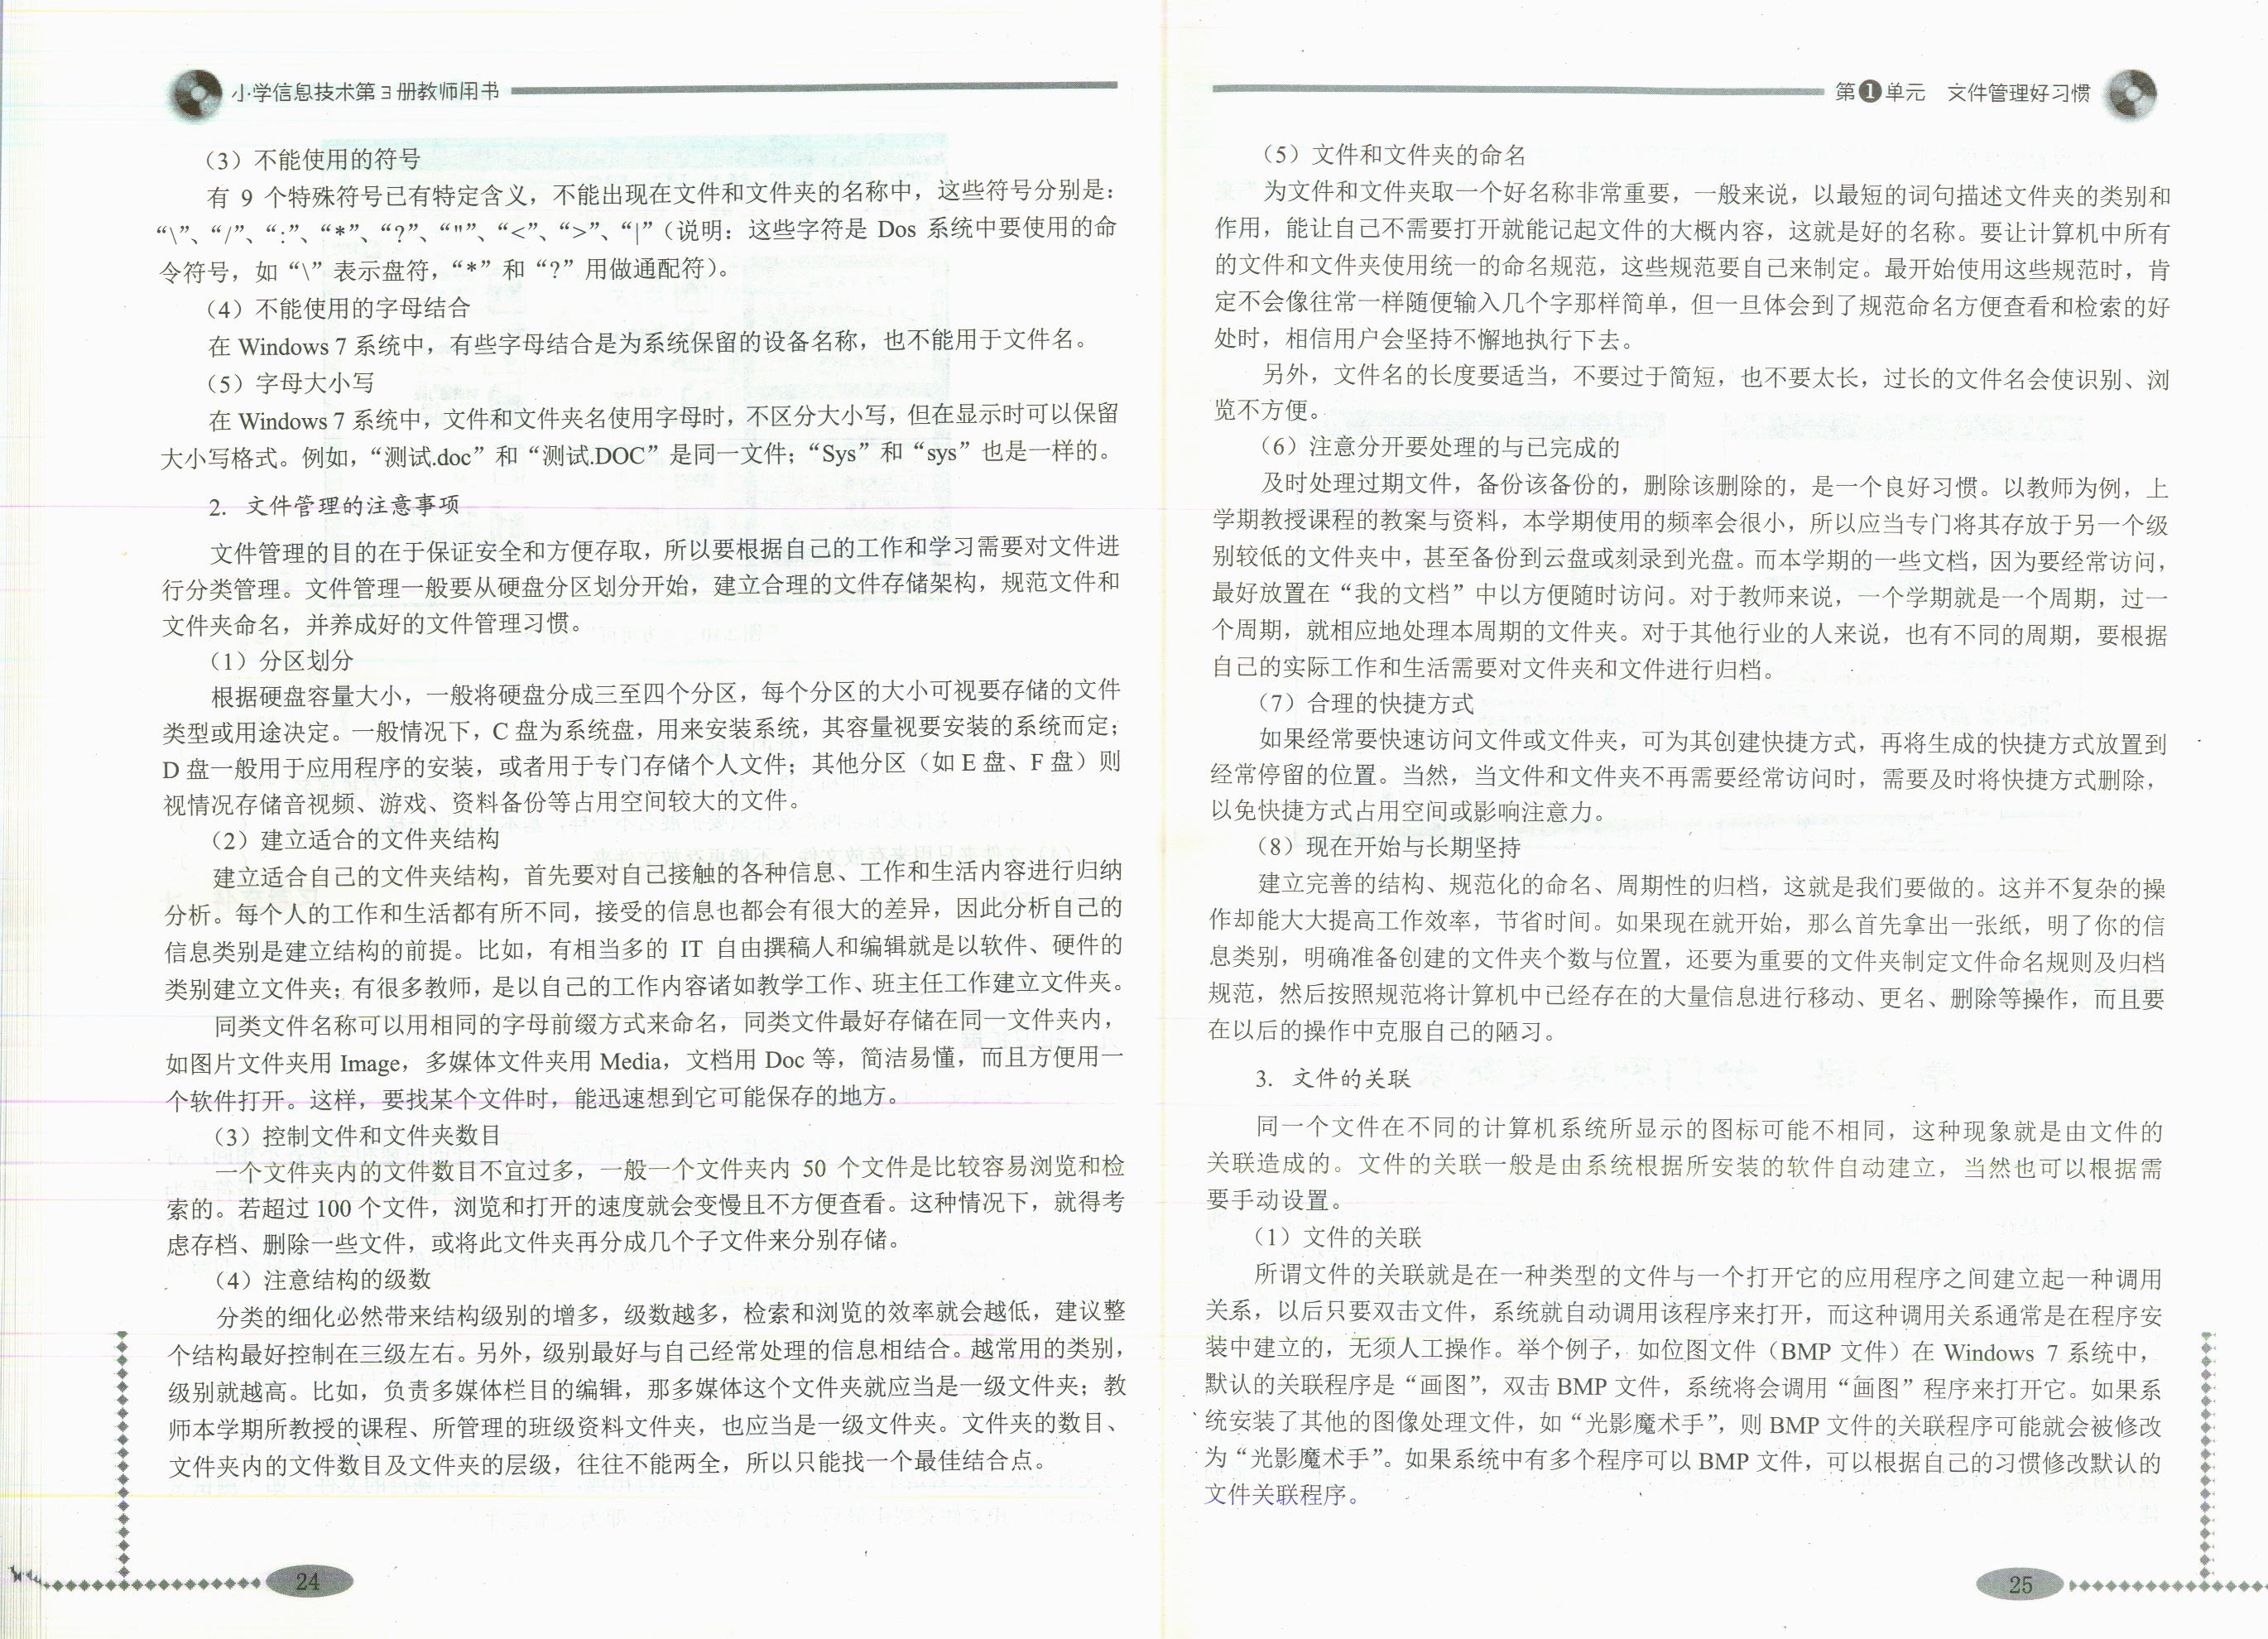 小学信息技术第3册教师用书
（3）不能使用的符号
有 9 个特殊符号已有特定含义，不能出现在文件和文件夹的名称中，这些符号分别是：
“\”、“/”、“:”、“*”、“?”、“"”、“<”、“>”、“|”（说明：这些字符是 Dos 系统中要使用的命
令符号，如“\”表示盘符，“*”和“?”用做通配符）。
（4）不能使用的字母结合
在 Windows 7 系统中，有些字母结合是为系统保留的设备名称，也不能用于文件名。
（5）字母大小写
在 Windows 7 系统中，文件和文件夹名使用字母时，不区分大小写，但在显示时可以保留
大小写格式。例如，“测试.doc”和“测试.DOC”是同一文件；“Sys”和“sys”也是一样的。
2. 文件管理的注意事项
文件管理的目的在于保证安全和方便存取，所以要根据自己的工作和学习需要对文件进
行分类管理。文件管理一般要从硬盘分区划分开始，建立合理的文件存储架构，规范文件和
文件夹命名，并养成好的文件管理习惯。
（1）分区划分
根据硬盘容量大小，一般将硬盘分成三至四个分区，每个分区的大小可视要存储的文件
类型或用途决定。一般情况下，C 盘为系统盘，用来安装系统，其容量视要安装的系统而定；
D 盘一般用于应用程序的安装，或者用于专门存储个人文件；其他分区（如 E 盘、F 盘）则
视情况存储音视频、游戏、资料备份等占用空间较大的文件。
（2）建立适合的文件夹结构
建立适合自己的文件夹结构，首先要对自己接触的各种信息、工作和生活内容进行归纳
分析。每个人的工作和生活都有所不同，接受的信息也都会有很大的差异，因此分析自己的
信息类别是建立结构的前提。比如，有相当多的 IT 自由撰稿人和编辑就是以软件、硬件的
类别建立文件夹；有很多教师，是以自己的工作内容诸如教学工作、班主任工作建立文件夹。
同类文件名称可以用相同的字母前缀方式来命名，同类文件最好存储在同一文件夹内，
如图片文件夹用 Image，多媒体文件夹用 Media，文档用 Doc 等，简洁易懂，而且方便用一
个软件打开。这样，要找某个文件时，能迅速想到它可能保存的地方。
（3）控制文件和文件夹数目
一个文件夹内的文件数目不宜过多，一般一个文件夹内 50 个文件是比较容易浏览和检
索的。若超过 100 个文件，浏览和打开的速度就会变慢且不方便查看。这种情况下，就得考
虑存档、删除一些文件，或将此文件夹再分成几个子文件来分别存储。
（4）注意结构的级数
分类的细化必然带来结构级别的增多，级数越多，检索和浏览的效率就会越低，建议整
个结构最好控制在三级左右。另外，级别最好与自己经常处理的信息相结合。越常用的类别，
级别就越高。比如，负责多媒体栏目的编辑，那多媒体这个文件夹就应当是一级文件夹；教
师本学期所教授的课程、所管理的班级资料文件夹，也应当是一级文件夹。文件夹的数目、
文件夹内的文件数目及文件夹的层级，往往不能两全，所以只能找一个最佳结合点。
24
第1单元 文件管理好习惯
（5）文件和文件夹的命名
为文件和文件夹取一个好名称非常重要，一般来说，以最短的词句描述文件夹的类别和
作用，能让自己不需要打开就能记起文件的大概内容，这就是好的名称。要让计算机中所有
的文件和文件夹使用统一的命名规范，这些规范要自己来制定。最开始使用这些规范时，肯
定不会像往常一样随便输入几个字那样简单，但一旦体会到了规范命名方便查看和检索的好
处时，相信用户会坚持不懈地执行下去。
另外，文件名的长度要适当，不要过于简短，也不要太长，过长的文件名会使识别、浏
览不方便。
（6）注意分开要处理的与已完成的
及时处理过期文件，备份该备份的，删除该删除的，是一个良好习惯。以教师为例，上
学期教授课程的教案与资料，本学期使用的频率会很小，所以应当专门将其存放于另一个级
别较低的文件夹中，甚至备份到云盘或刻录到光盘。而本学期的一些文档，因为要经常访问，
最好放置在“我的文档”中以方便随时访问。对于教师来说，一个学期就是一个周期，过一
个周期，就相应地处理本周期的文件夹。对于其他行业的人来说，也有不同的周期，要根据
自己的实际工作和生活需要对文件夹和文件进行归档。
（7）合理的快捷方式
如果经常要快速访问文件或文件夹，可为其创建快捷方式，再将生成的快捷方式放置到
经常停留的位置。当然，当文件和文件夹不再需要经常访问时，需要及时将快捷方式删除，
以免快捷方式占用空间或影响注意力。
（8）现在开始与长期坚持
建立完善的结构、规范化的命名、周期性的归档，这就是我们要做的。这并不复杂的操
作却能大大提高工作效率，节省时间。如果现在就开始，那么首先拿出一张纸，明了你的信
息类别，明确准备创建的文件夹个数与位置，还要为重要的文件夹制定文件命名规则及归档
规范，然后按照规范将计算机中已经存在的大量信息进行移动、更名、删除等操作，而且要
在以后的操作中克服自己的陋习。
3. 文件的关联
同一个文件在不同的计算机系统所显示的图标可能不相同，这种现象就是由文件的
关联造成的。文件的关联一般是由系统根据所安装的软件自动建立，当然也可以根据需
要手动设置。
（1）文件的关联
所谓文件的关联就是在一种类型的文件与一个打开它的应用程序之间建立起一种调用
关系，以后只要双击文件，系统就自动调用该程序来打开，而这种调用关系通常是在程序安
装中建立的，无须人工操作。举个例子，如位图文件（BMP 文件）在 Windows 7 系统中，
默认的关联程序是“画图”，双击 BMP 文件，系统将会调用“画图”程序来打开它。如果系
统安装了其他的图像处理文件，如“光影魔术手”，则 BMP 文件的关联程序可能就会被修改
为“光影魔术手”。如果系统中有多个程序可以 BMP 文件，可以根据自己的习惯修改默认的
文件关联程序。
25